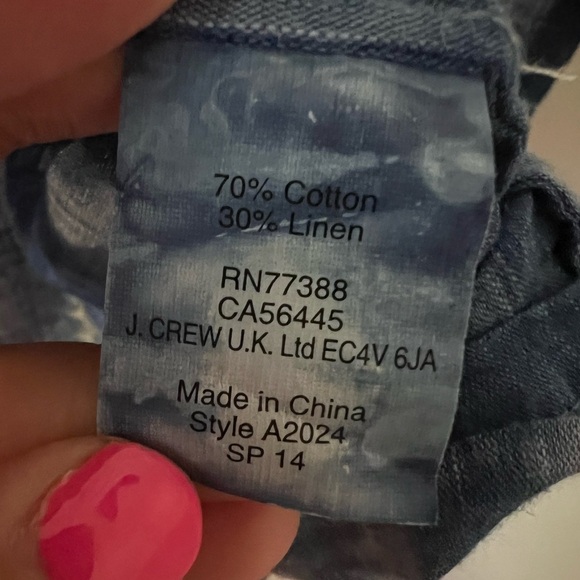 70% Cotton
30% Linen
RN77388
CA56445
J. CREW U.K. Ltd EC4V 6JA
Made in China
Style A2024
SP 14